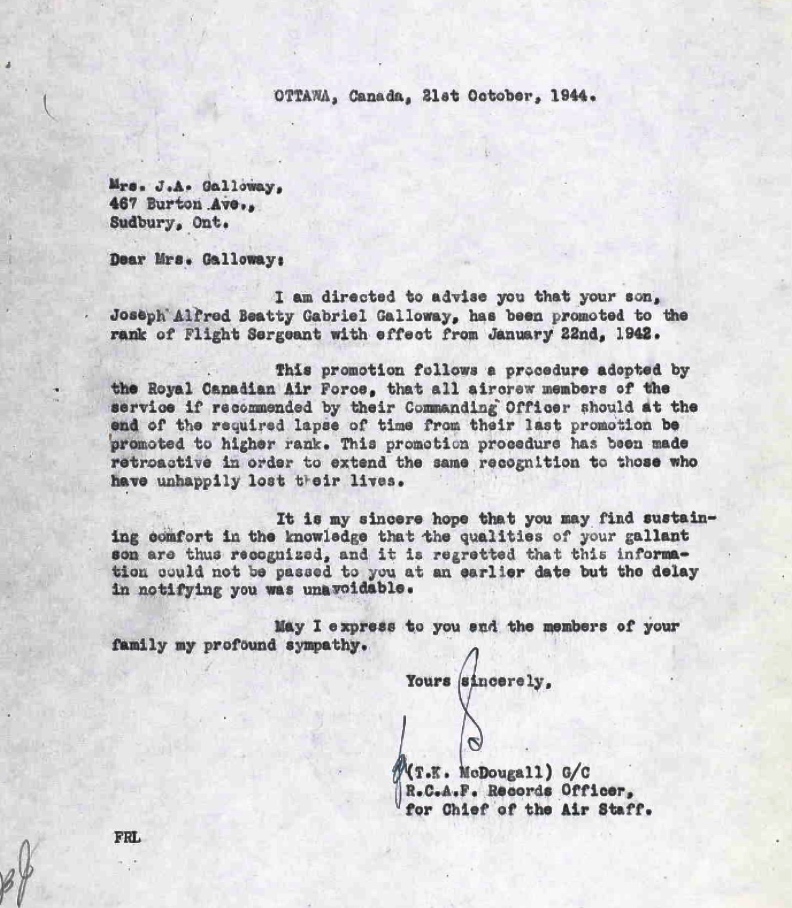 OTTAWA, Canada, 21st October, 1944.
Mrs. J.A. Galloway,
467 Burton Ave.,
Sudbury, Ont.
Dear Mrs. Galloway:
I am directed to advise you that your son,
Joseph Alfred Beatty Gabriel Galloway, has been promoted to the
rank of Flight Sergeant with effect from January 22nd, 1942.
This promotion follows a procedure adopted by
the Royal Canadian Air Force, that all aircrew members of the
service if recommended by their Commanding Officer should at the
end of the required lapse of time from their last promotion be
promoted to higher rank. This promotion procedure has been made
retroactive in order to extend the same recognition to those who
have unhappily lost their lives.
It is my sincere hope that you may find sustain-
ing comfort in the knowledge that the qualities of your gallant
son are thus recognized, and it is regretted that this informa-
tion could not be passed to you at an earlier date but the delay
in notifying you was unavoidable.
May I express to you and the members of your
family my profound sympathy.
Yours sincerely,
(T.K. McDougall) G/C
R.C.A.F. Records Officer,
for Chief of the Air Staff.
FRL